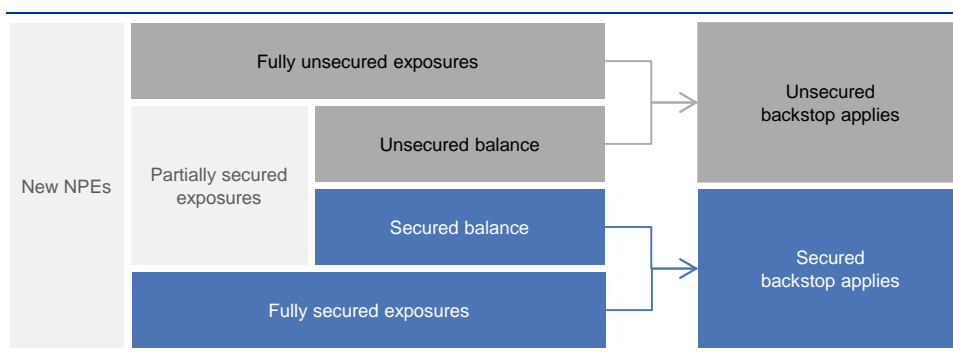 New NPEs
Fully unsecured exposures
Partially secured
exposures
Unsecured balance
Secured balance
Fully secured exposures
Unsecured
backstop applies
Secured
backstop applies